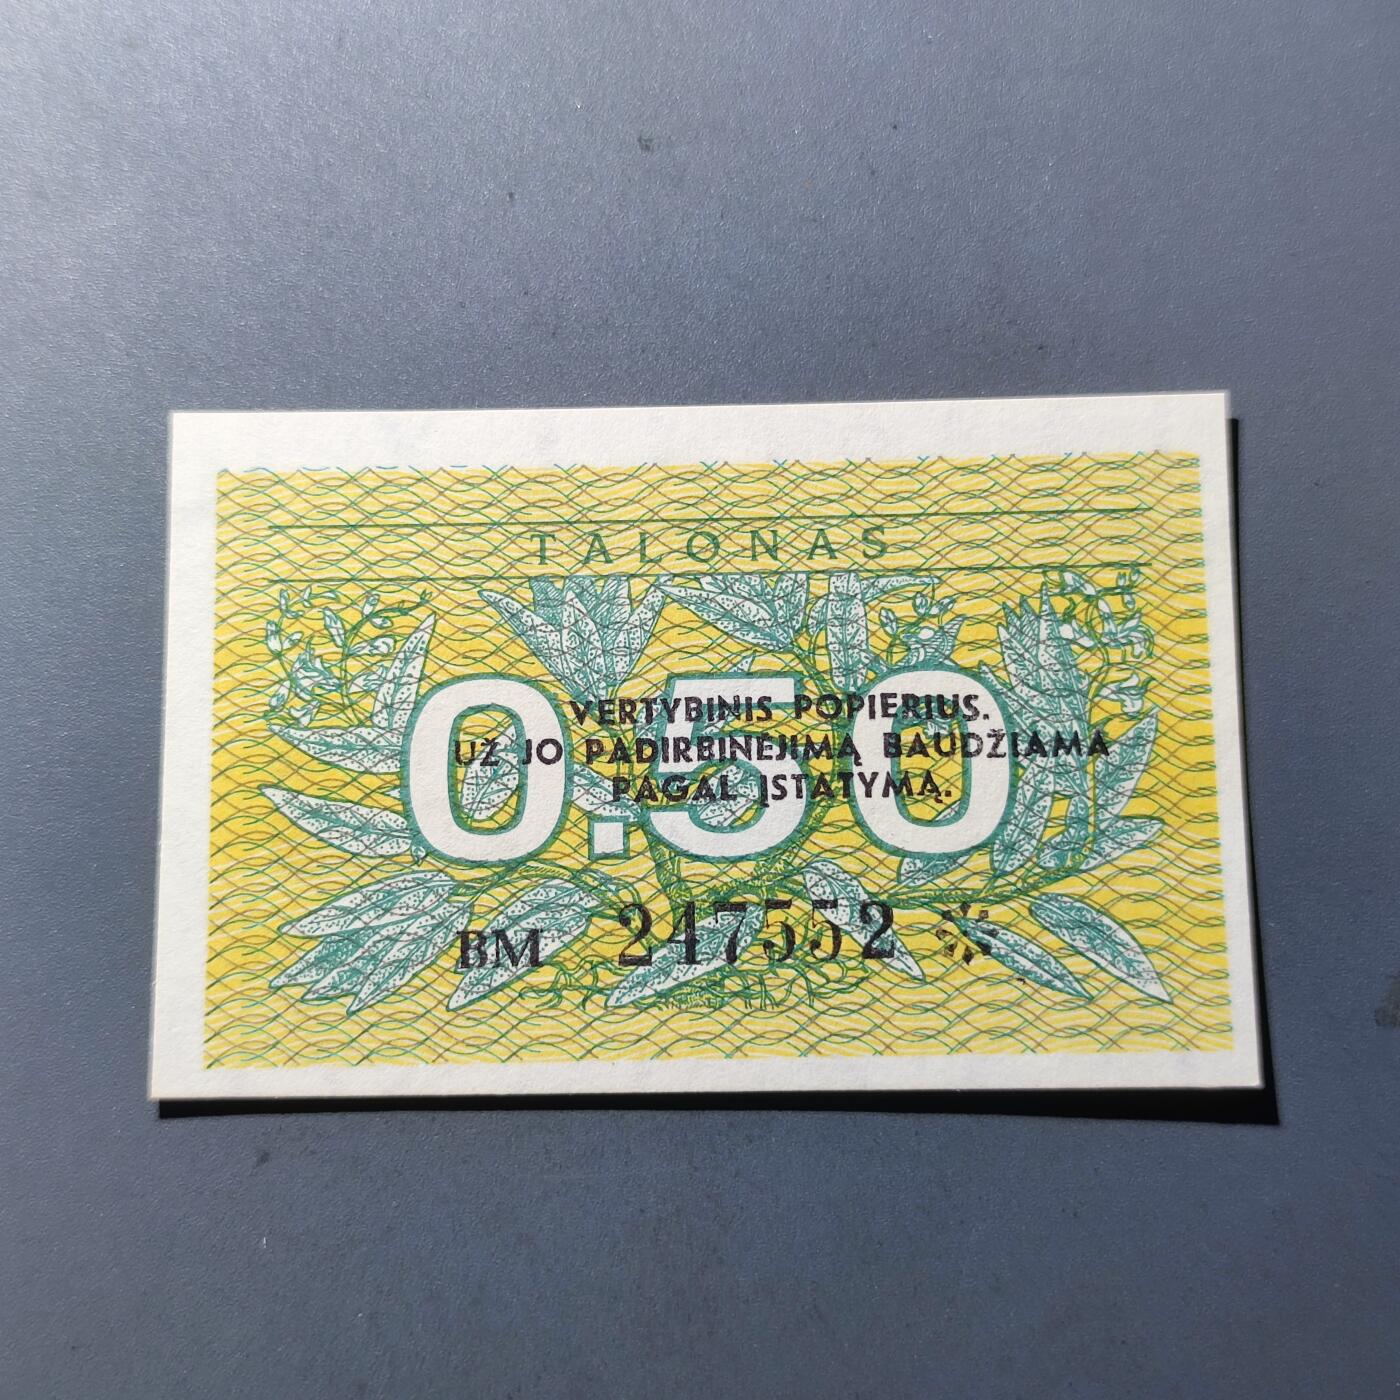 TALONAS
0.50
VERTYBINIS POPIERIUS.
UŽ JO PADIRBINĖJIMĄ BAUDŽIAMA
PAGAL ĮSTATYMĄ.
BM 247552